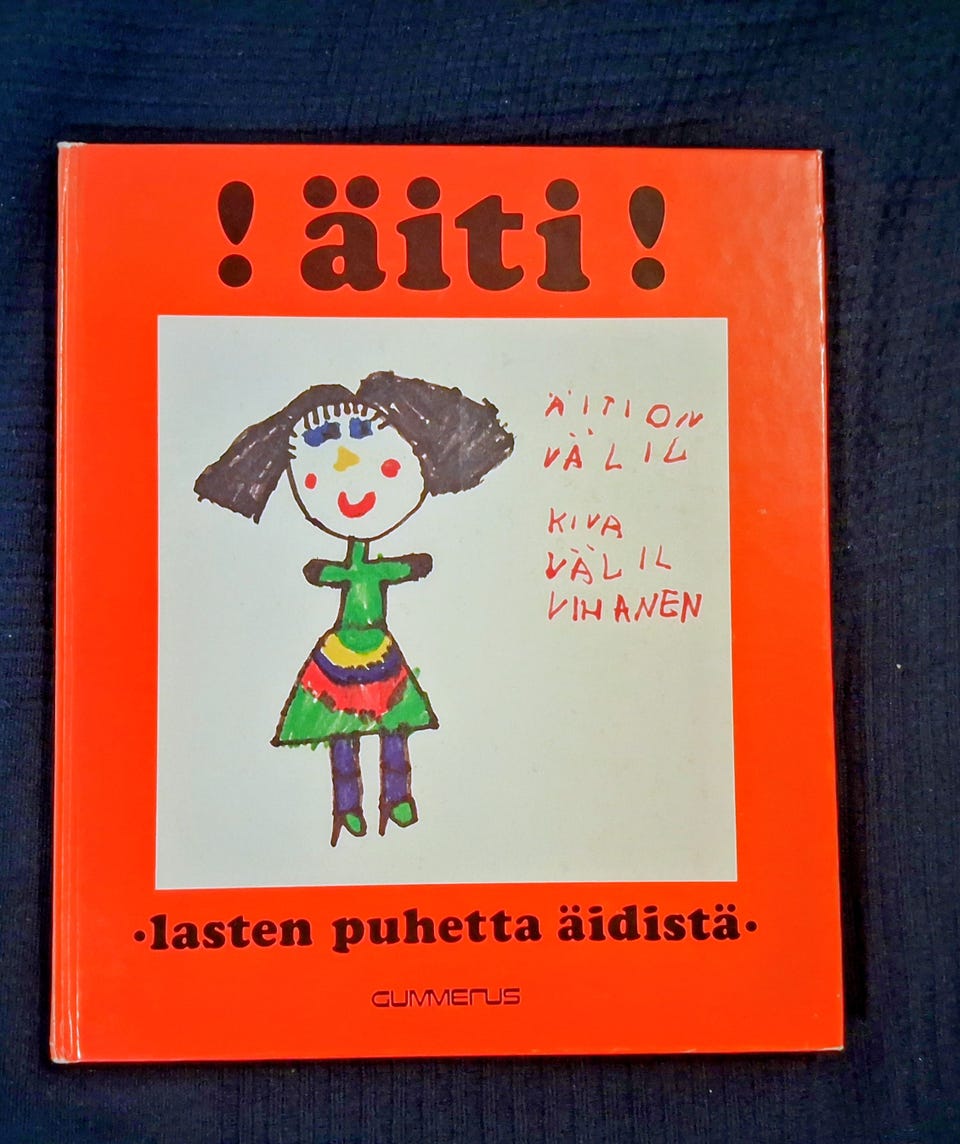 ! äiti !
ÄITI ON
VÄLIL
KIVA
VÄLIL
VIHANEN
•lasten puhetta äidistä•
GUMMERUS